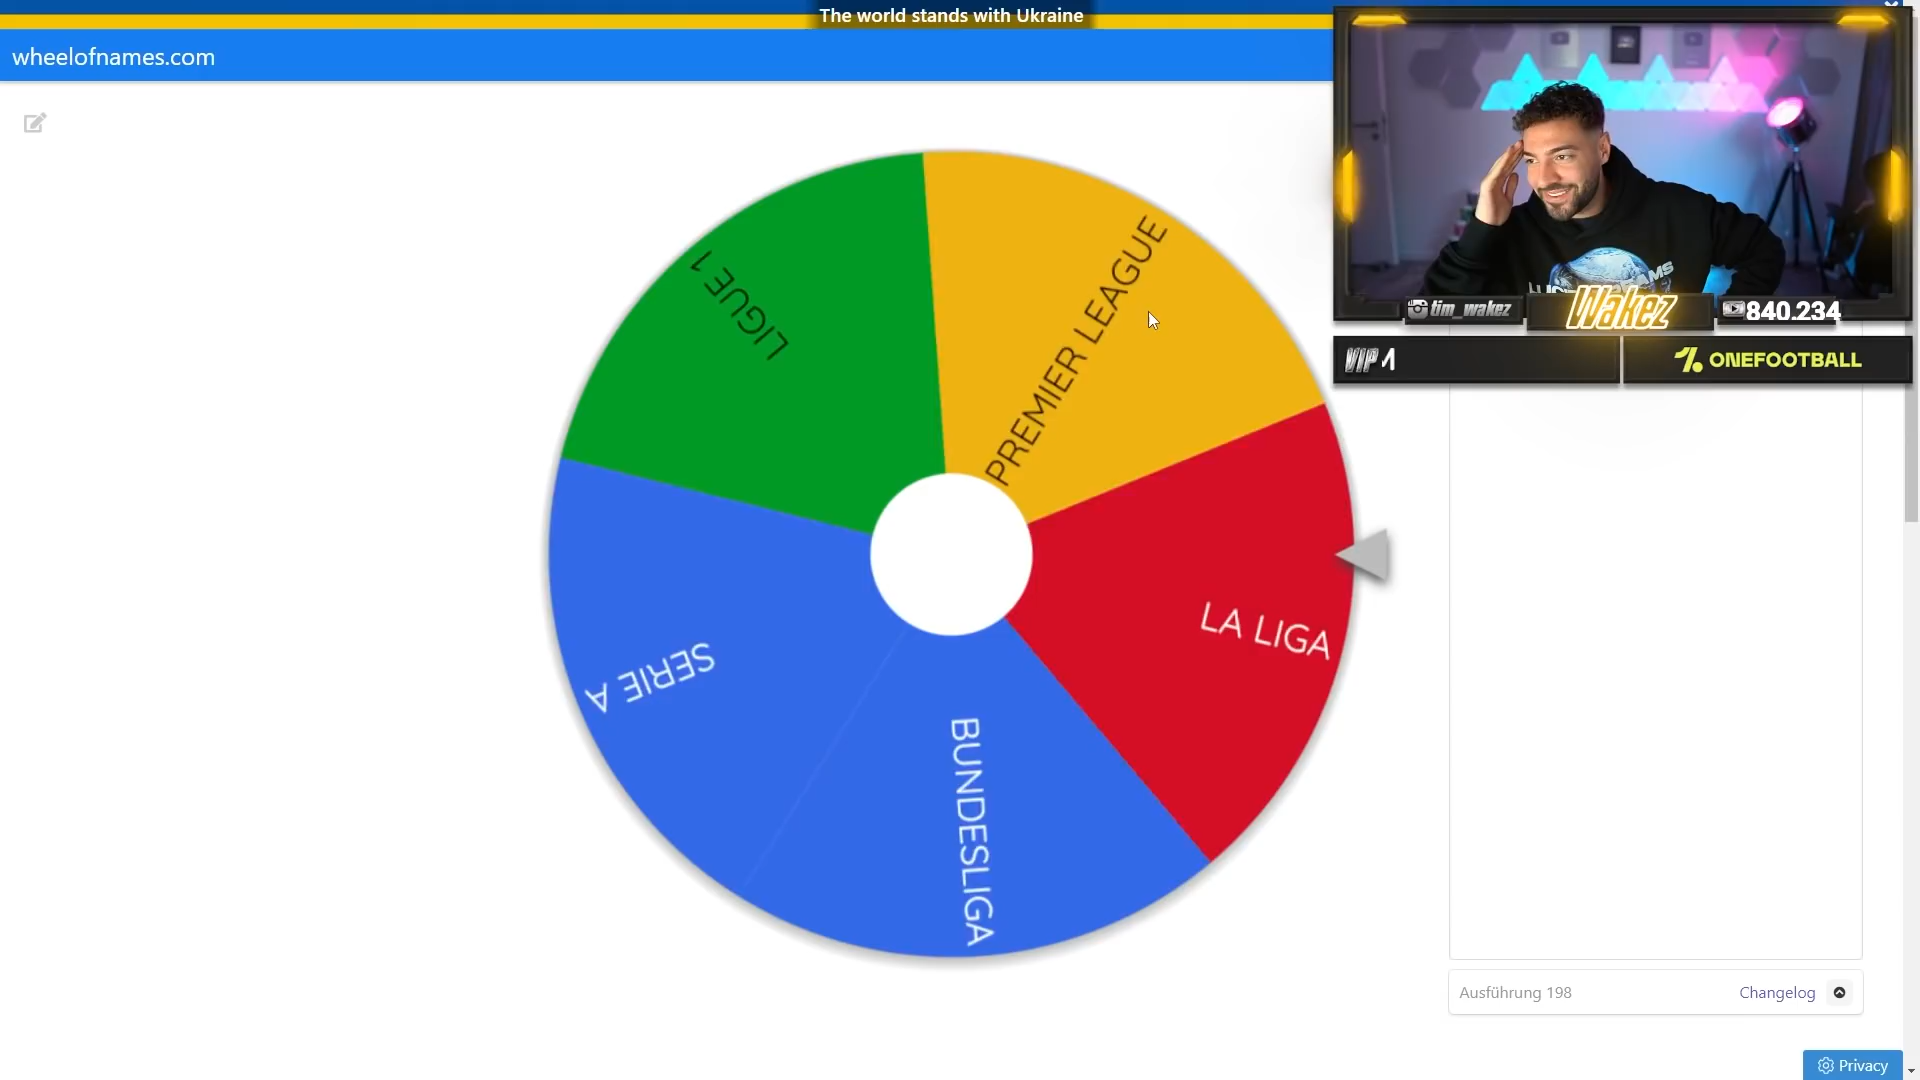 The world stands with Ukraine
wheelofnames.com
LIGUE 1
PREMIER LEAGUE
LA LIGA
SERIE A
BUNDESLIGA
tim_wakez
Wakez
840.234
VIP 1
ONEFOOTBALL
Ausführung 198
Changelog
Privacy